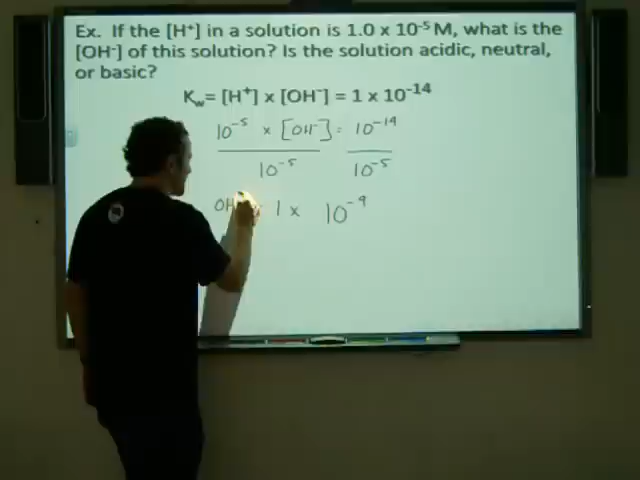 Ex. If the [H⁺] in a solution is 1.0 x 10⁻⁵ M, what is the
[OH⁻] of this solution? Is the solution acidic, neutral,
or basic?
K_w = [H⁺] x [OH⁻] = 1 x 10⁻¹⁴
10⁻⁵ x [OH⁻] = 10⁻¹⁴
10⁻⁵ 10⁻⁵
OH 1 x 10⁻⁹